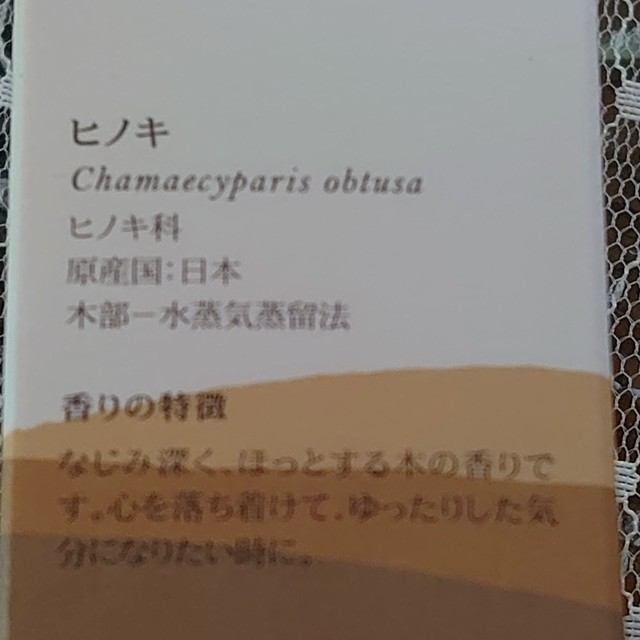 ヒノキ
Chamaecyparis obtusa
ヒノキ科
原産国：日本
木部－水蒸気蒸留法
香りの特徴
なじみ深く、ほっとする木の香りで
す。心を落ち着けて、ゆったりした気
分になりたい時に。